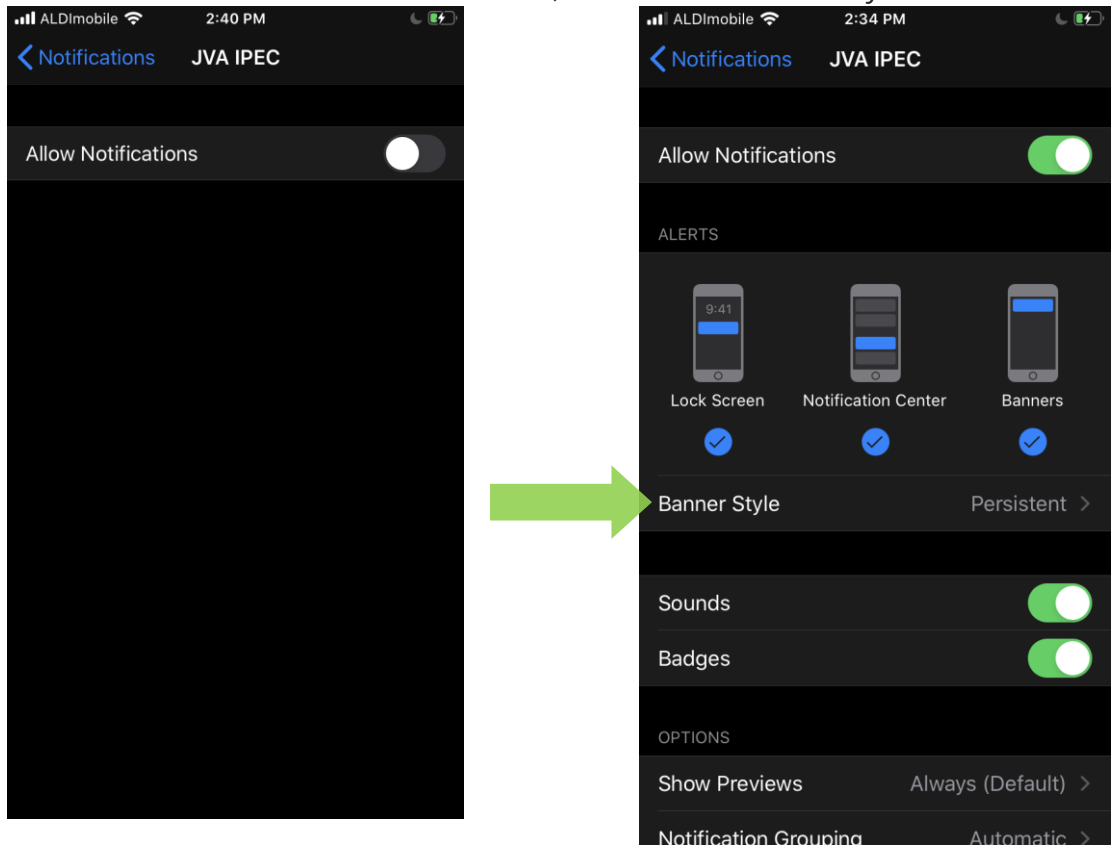 ALDImobile 2:40 PM
Notifications JVA IPEC
Allow Notifications
ALDImobile 2:34 PM
Notifications JVA IPEC
Allow Notifications
ALERTS
9:41
Lock Screen Notification Center Banners
Banner Style Persistent
Sounds
Badges
OPTIONS
Show Previews Always (Default)
Notification Grouping Automatic